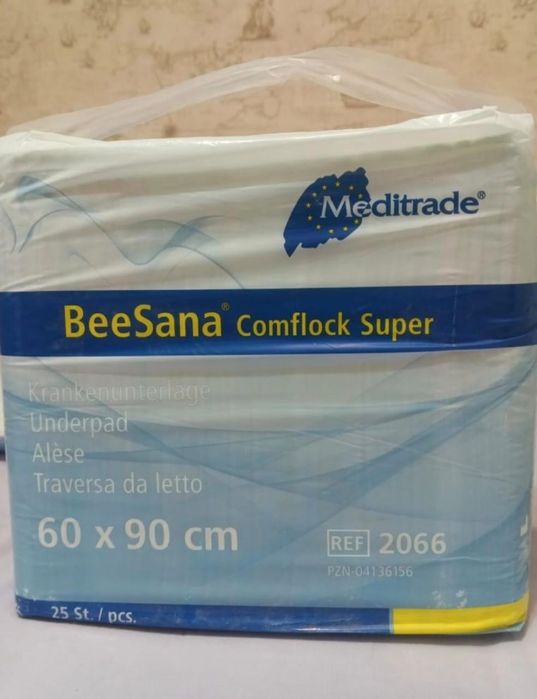 Meditrade®
BeeSana® Comflock Super
Krankenunterlage
Underpad
Alèse
Traversa da letto
60 x 90 cm
REF 2066
PZN-04136156
25 St. / pcs.